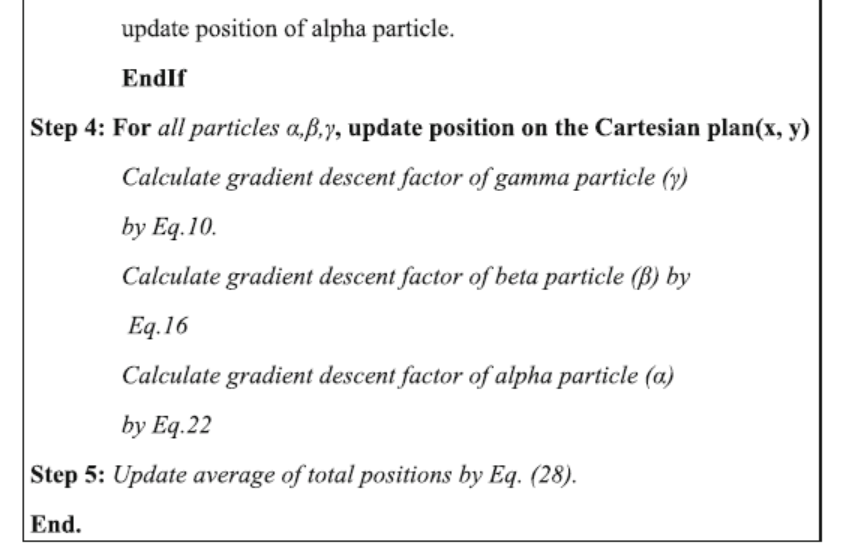 update position of alpha particle.
EndIf
Step 4: For all particles α,β,γ, update position on the Cartesian plan(x, y)
Calculate gradient descent factor of gamma particle (γ)
by Eq.10.
Calculate gradient descent factor of beta particle (β) by
Eq.16
Calculate gradient descent factor of alpha particle (α)
by Eq.22
Step 5: Update average of total positions by Eq. (28).
End.